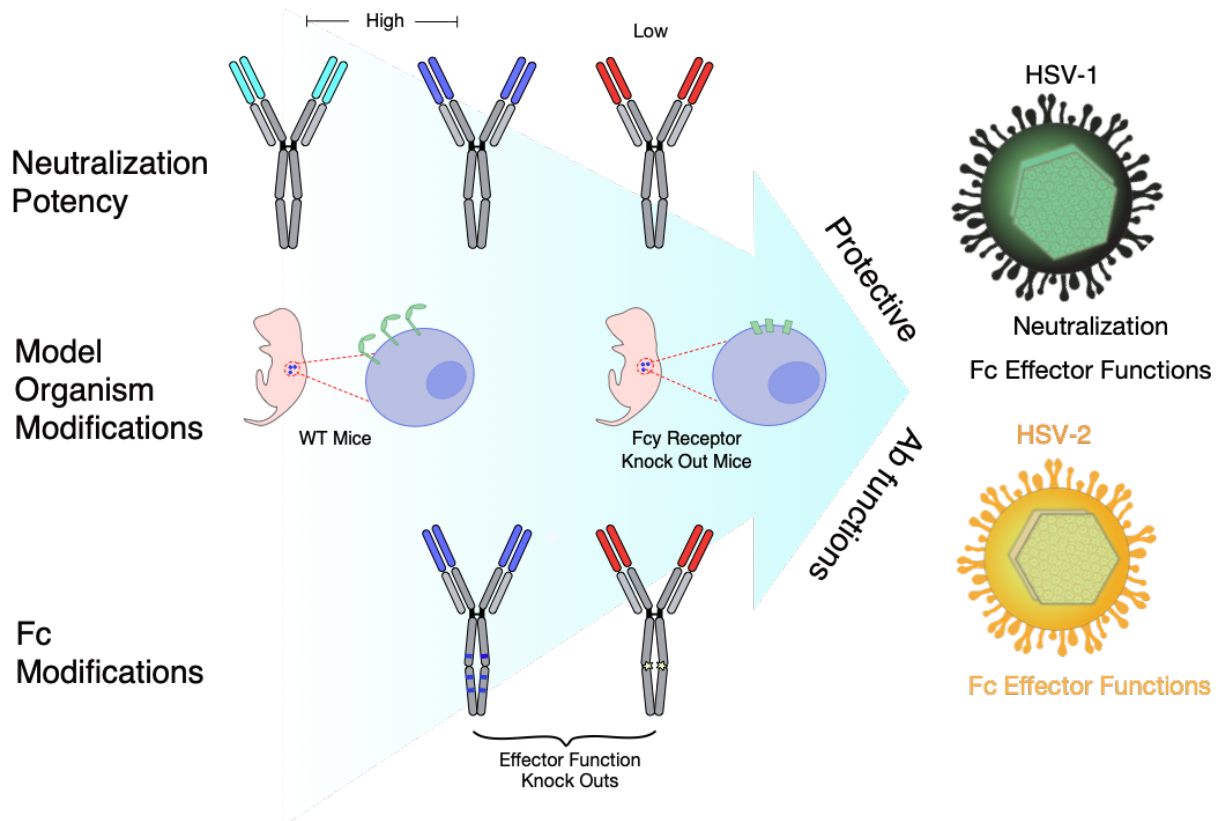 High
Low
Neutralization
Potency
Model
Organism
Modifications
WT Mice
Fcy Receptor
Knock Out Mice
Fc
Modifications
Effector Function
Knock Outs
Protective
Ab functions
HSV-1
Neutralization
Fc Effector Functions
HSV-2
Fc Effector Functions